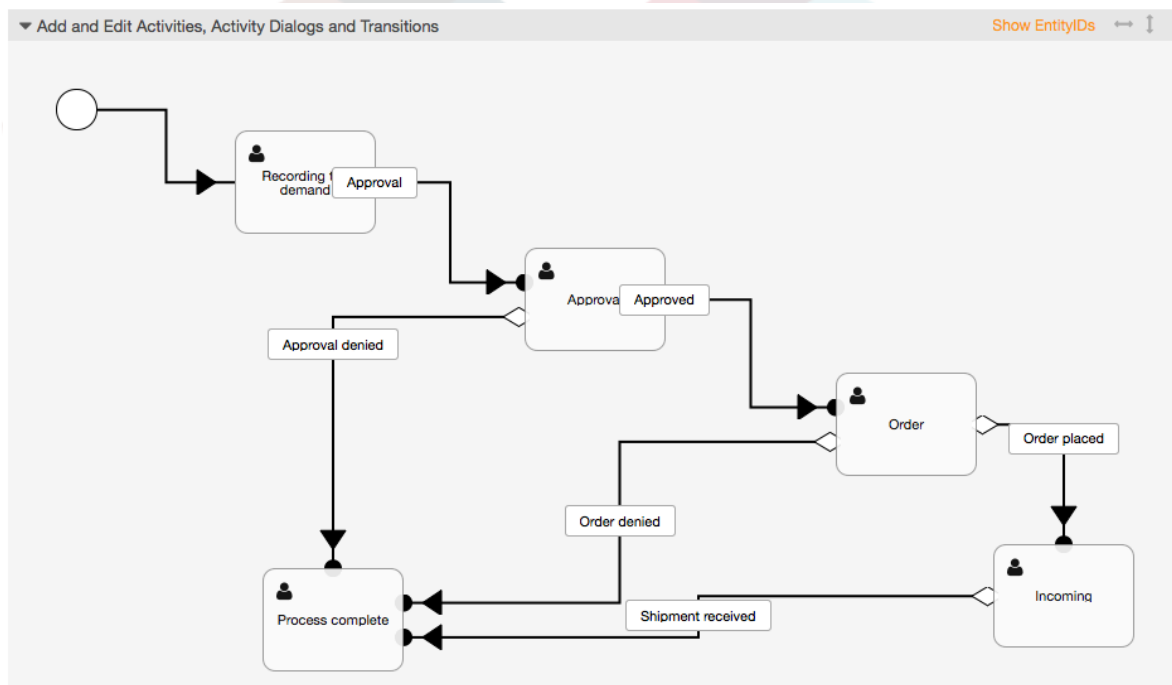 Add and Edit Activities, Activity Dialogs and Transitions
Show EntityIDs
Recording
demand
Approval
Approved
Approval denied
Order
Order placed
Order denied
Process complete
Shipment received
Incoming